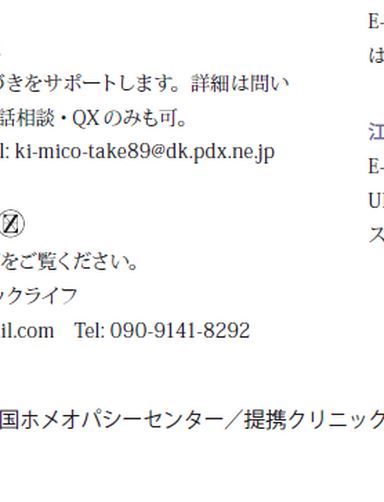 づきをサポートします。詳細は問い
話相談・QXのみも可。
l: ki-mico-take89@dk.pdx.ne.jp
Ⓩ
をご覧ください。
ックライフ
il.com Tel: 090-9141-8292
国ホメオパシーセンター／提携クリニック
E-
は
江
E-
U
ス